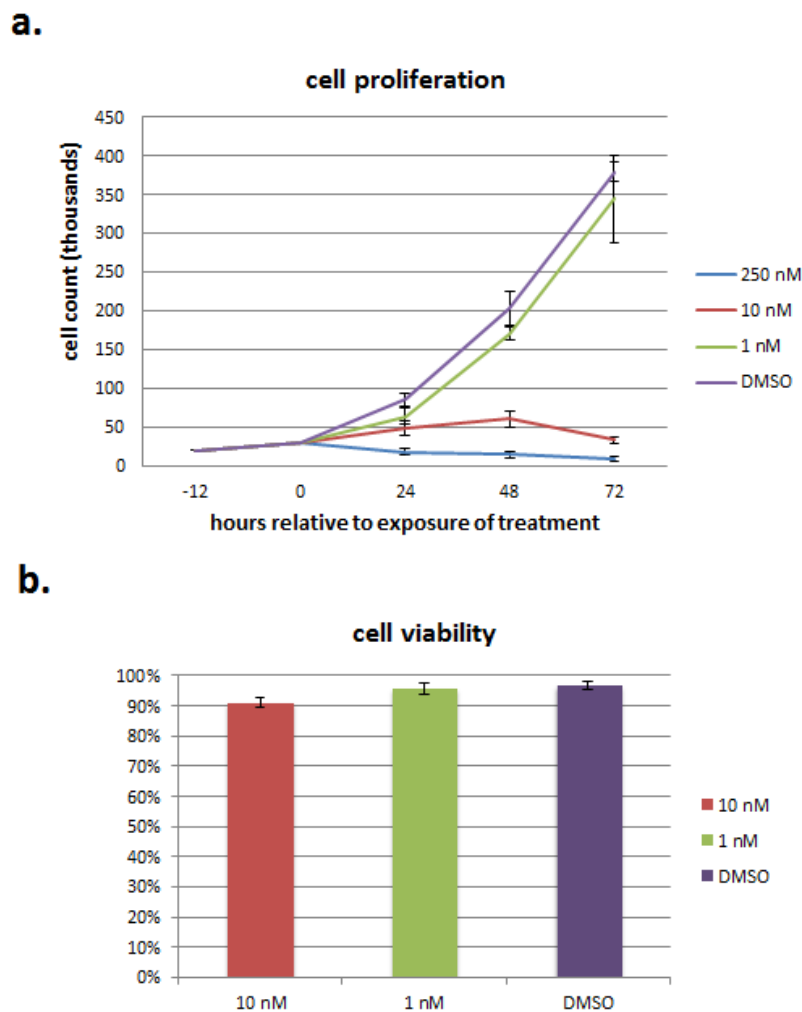 a.
cell proliferation
450
400
350
300
250
200
150
100
50
0
cell count (thousands)
-12 0 24 48 72
hours relative to exposure of treatment
250 nM
10 nM
1 nM
DMSO
b.
cell viability
100%
90%
80%
70%
60%
50%
40%
30%
20%
10%
0%
10 nM 1 nM DMSO
10 nM
1 nM
DMSO